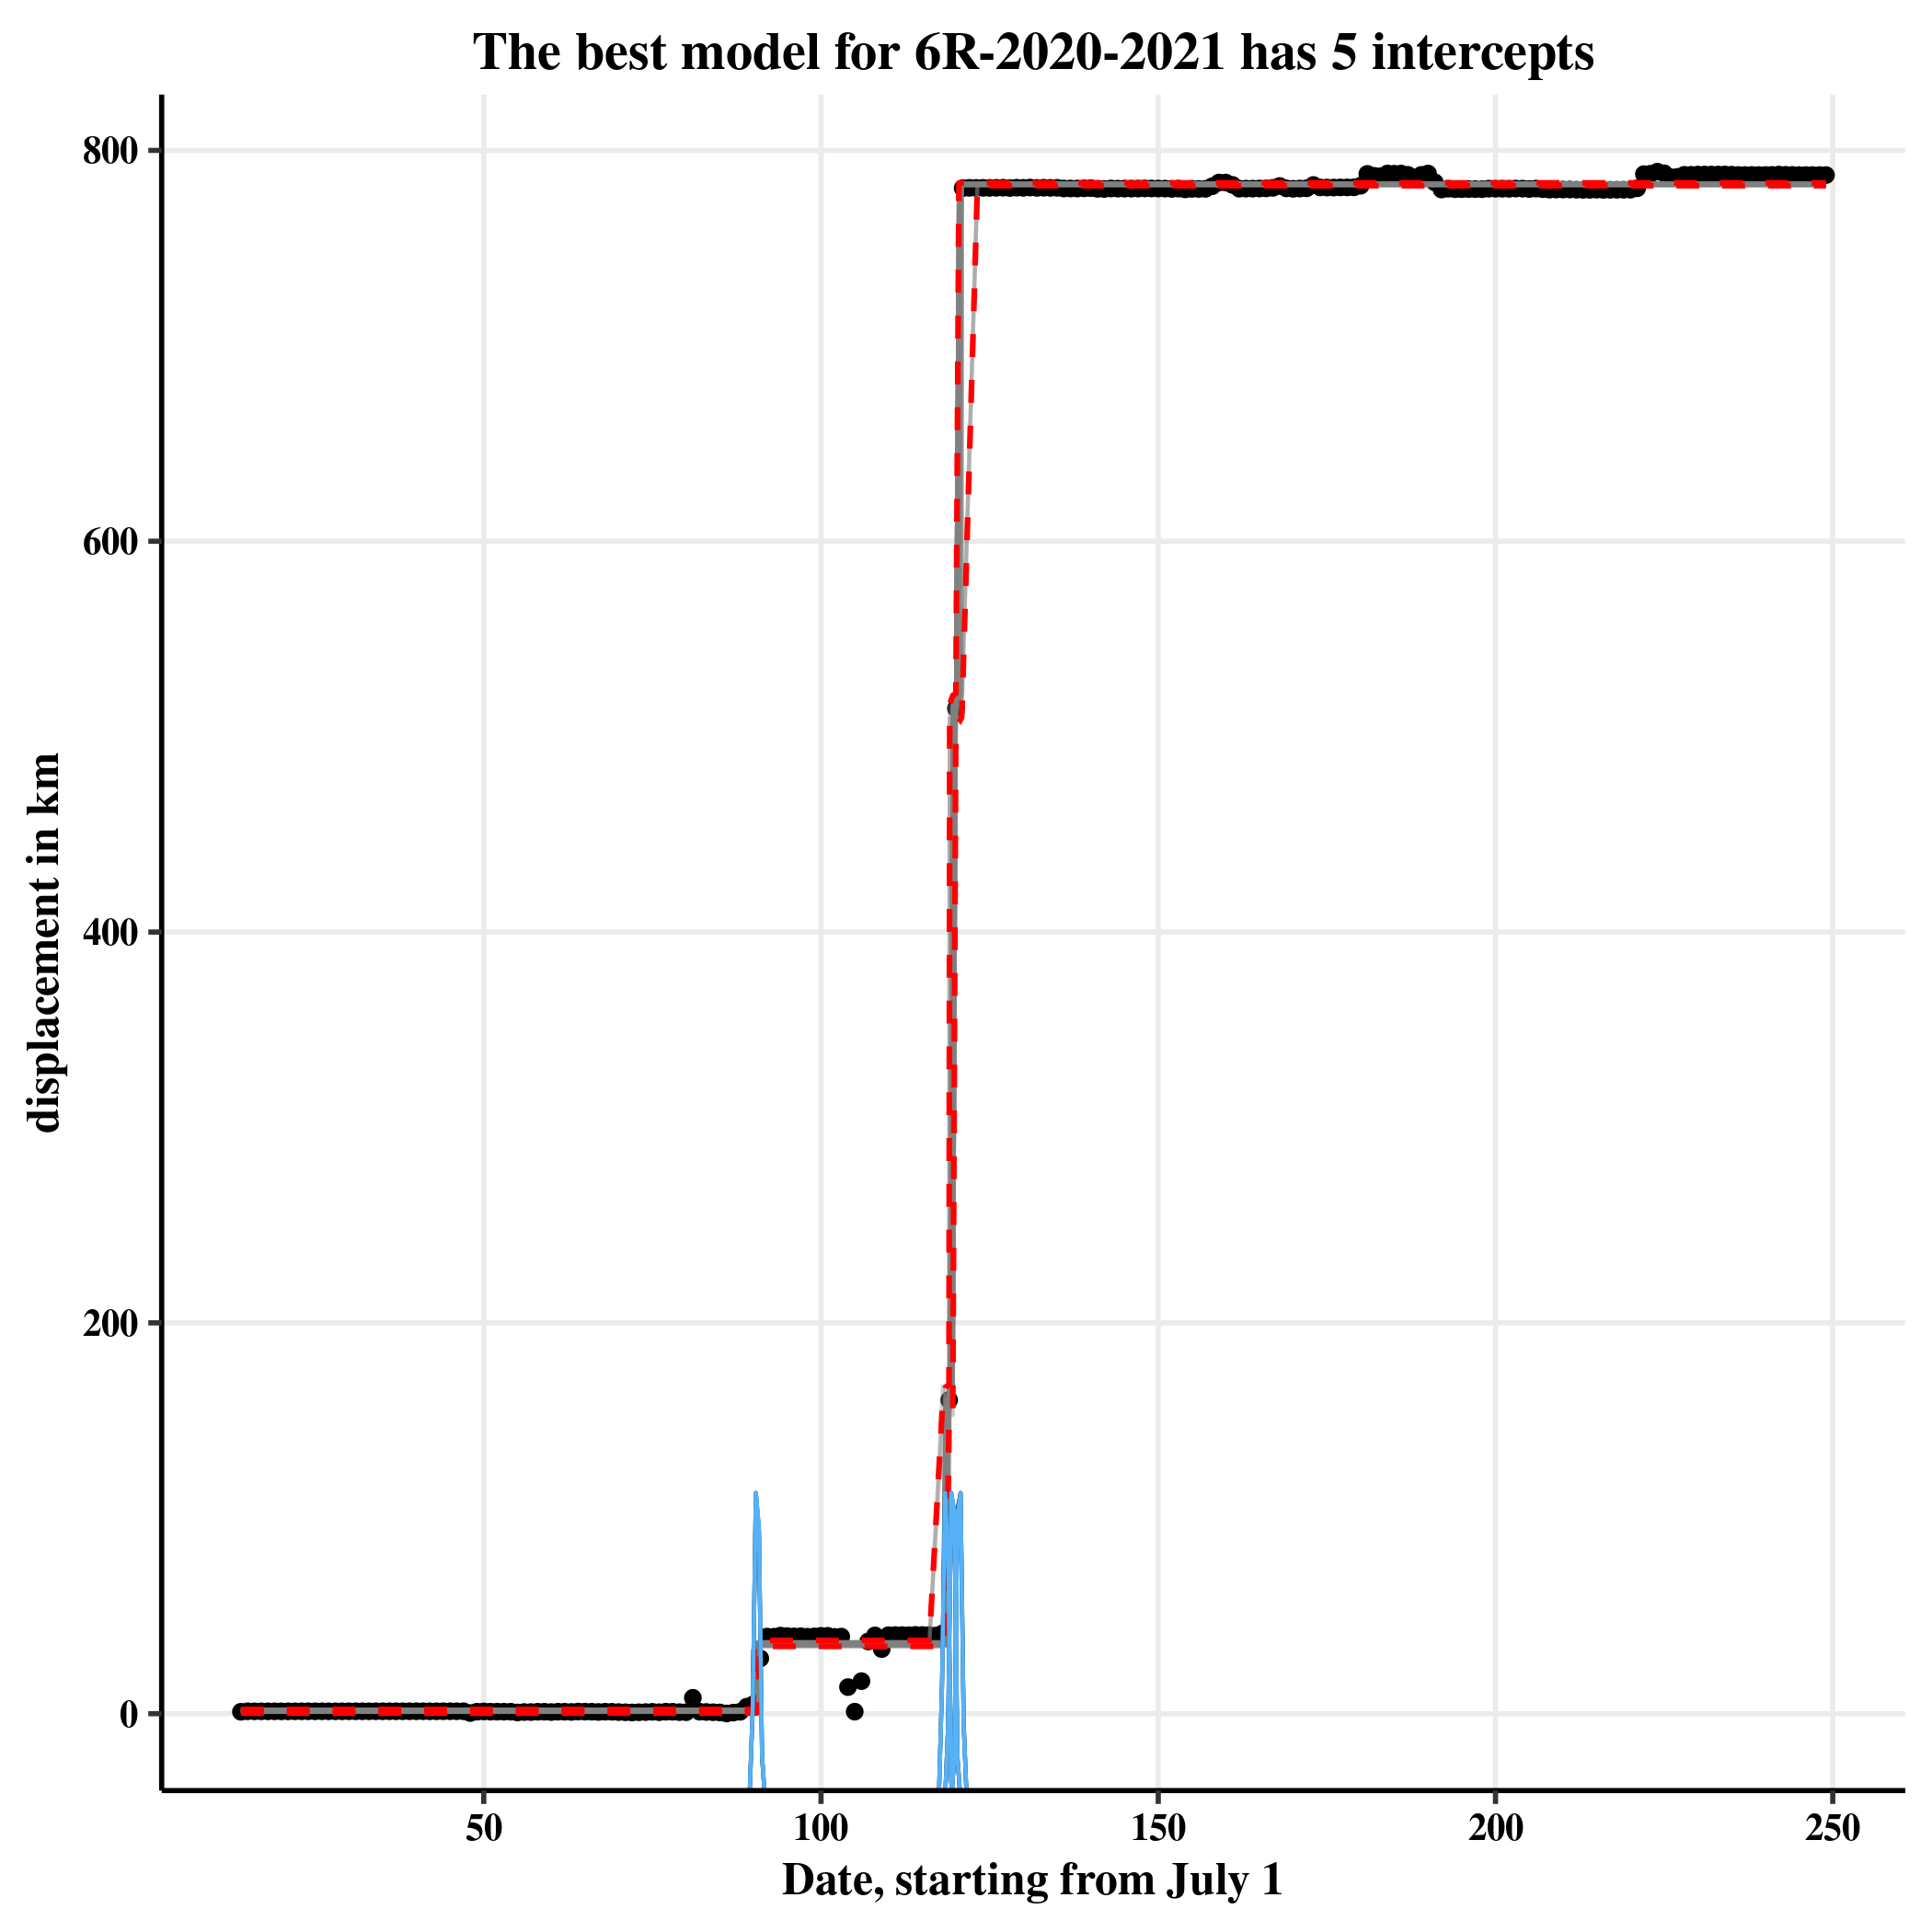 The best model for 6R-2020-2021 has 5 intercepts
800
600
400
200
0
displacement in km
50 100 150 200 250
Date, starting from July 1